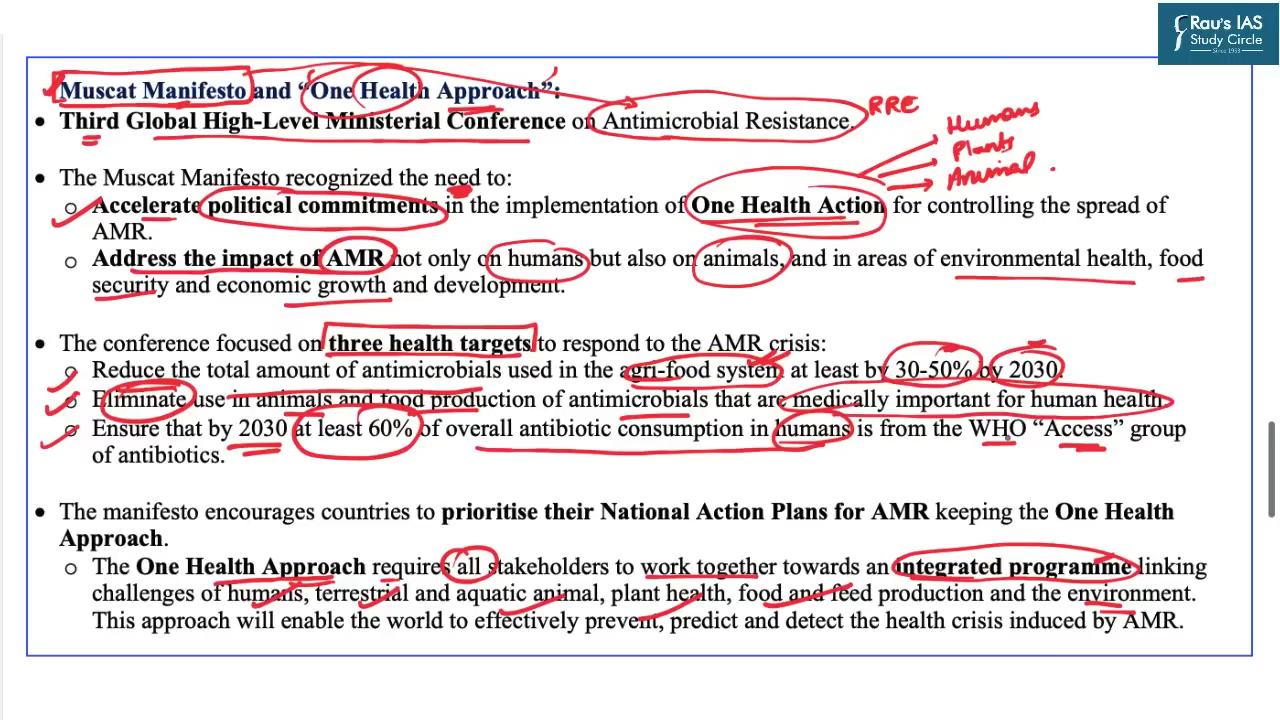 Rau's IAS
Study Circle
Since 1953
Muscat Manifesto and "One Health Approach":
• Third Global High-Level Ministerial Conference on Antimicrobial Resistance.
RRE
Humans
Plants
Animal
• The Muscat Manifesto recognized the need to:
o Accelerate political commitments in the implementation of One Health Action for controlling the spread of
AMR.
o Address the impact of AMR not only on humans but also on animals, and in areas of environmental health, food
security and economic growth and development.
• The conference focused on three health targets to respond to the AMR crisis:
o Reduce the total amount of antimicrobials used in the agri-food system at least by 30-50% by 2030.
o Eliminate use in animals and food production of antimicrobials that are medically important for human health.
o Ensure that by 2030 at least 60% of overall antibiotic consumption in humans is from the WHO "Access" group
of antibiotics.
• The manifesto encourages countries to prioritise their National Action Plans for AMR keeping the One Health
Approach.
o The One Health Approach requires all stakeholders to work together towards an integrated programme linking
challenges of humans, terrestrial and aquatic animal, plant health, food and feed production and the environment.
This approach will enable the world to effectively prevent, predict and detect the health crisis induced by AMR.